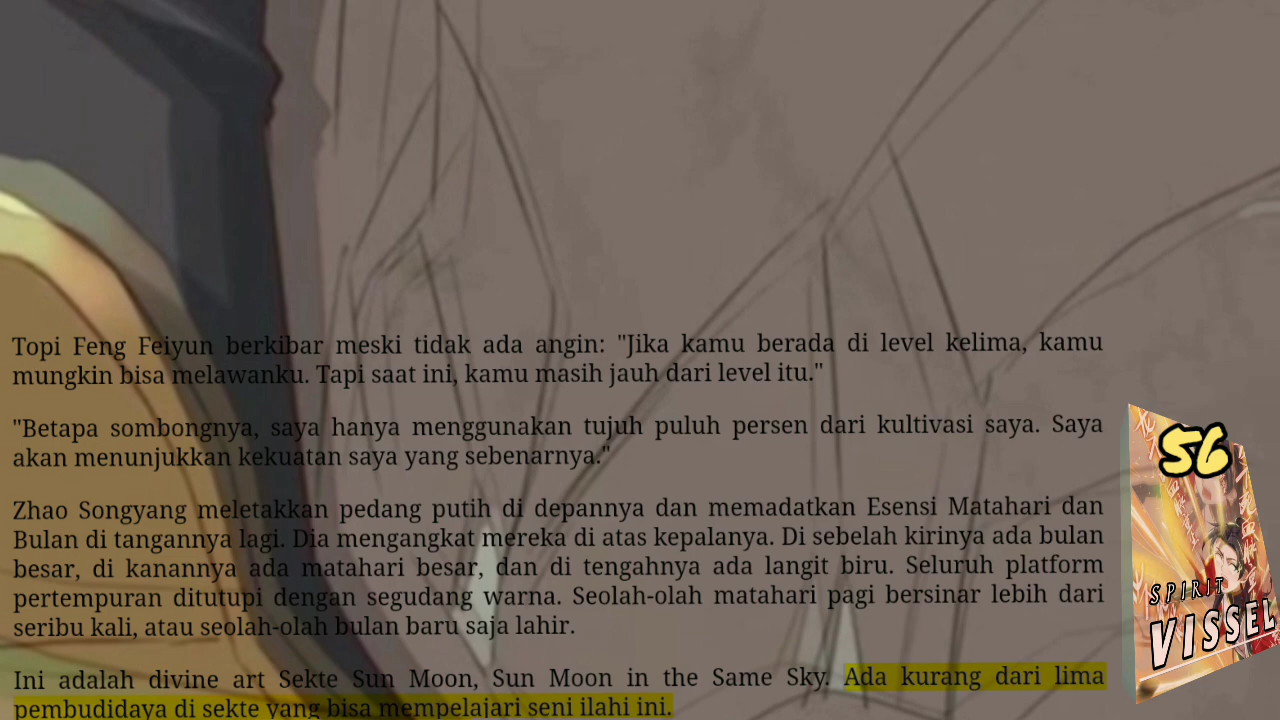 Topi Feng Feiyun berkibar meski tidak ada angin: "Jika kamu berada di level kelima, kamu
mungkin bisa melawanku. Tapi saat ini, kamu masih jauh dari level itu."
"Betapa sombongnya, saya hanya menggunakan tujuh puluh persen dari kultivasi saya. Saya
akan menunjukkan kekuatan saya yang sebenarnya."
Zhao Songyang meletakkan pedang putih di depannya dan memadatkan Esensi Matahari dan
Bulan di tangannya lagi. Dia mengangkat mereka di atas kepalanya. Di sebelah kirinya ada bulan
besar, di kanannya ada matahari besar, dan di tengahnya ada langit biru. Seluruh platform
pertempuran ditutupi dengan segudang warna. Seolah-olah matahari pagi bersinar lebih dari
seribu kali, atau seolah-olah bulan baru saja lahir.
Ini adalah divine art Sekte Sun Moon, Sun Moon in the Same Sky. Ada kurang dari lima
pembudidaya di sekte yang bisa mempelajari seni ilahi ini.
56
SPIRIT
VISSEL